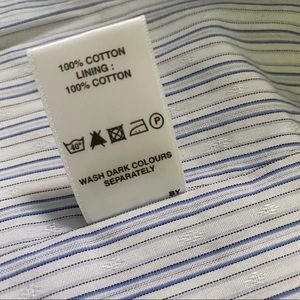 100% COTTON
LINING :
100% COTTON
40° P
WASH DARK COLOURS
SEPARATELY
BY